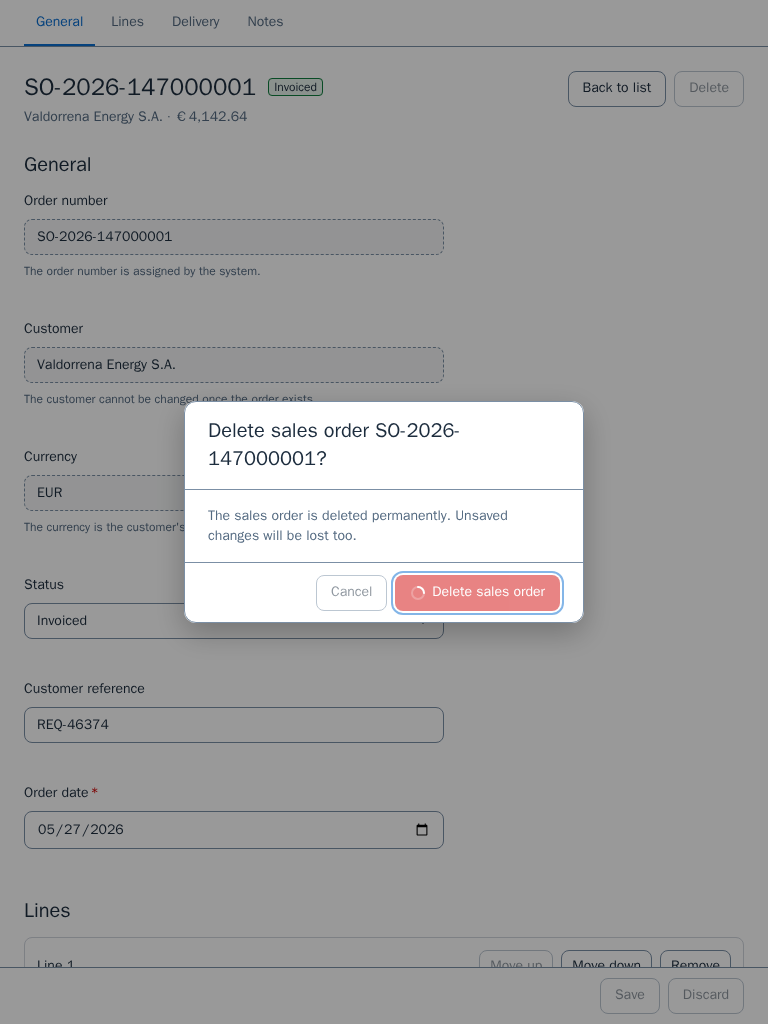 General Lines Delivery Notes
SO-2026-147000001 Invoiced Back to list Delete
Valdorrena Energy S.A. · € 4,142.64
General
Order number
SO-2026-147000001
The order number is assigned by the system.
Customer
Valdorrena Energy S.A.
The customer cannot be changed once the order exists.
Delete sales order SO-2026-
147000001?
Currency
EUR
The currency is the customer's
The sales order is deleted permanently. Unsaved
changes will be lost too.
Cancel Delete sales order
Status
Invoiced
Customer reference
REQ-46374
Order date *
05/27/2026
Lines
Line 1 Move up Move down Remove
Save Discard